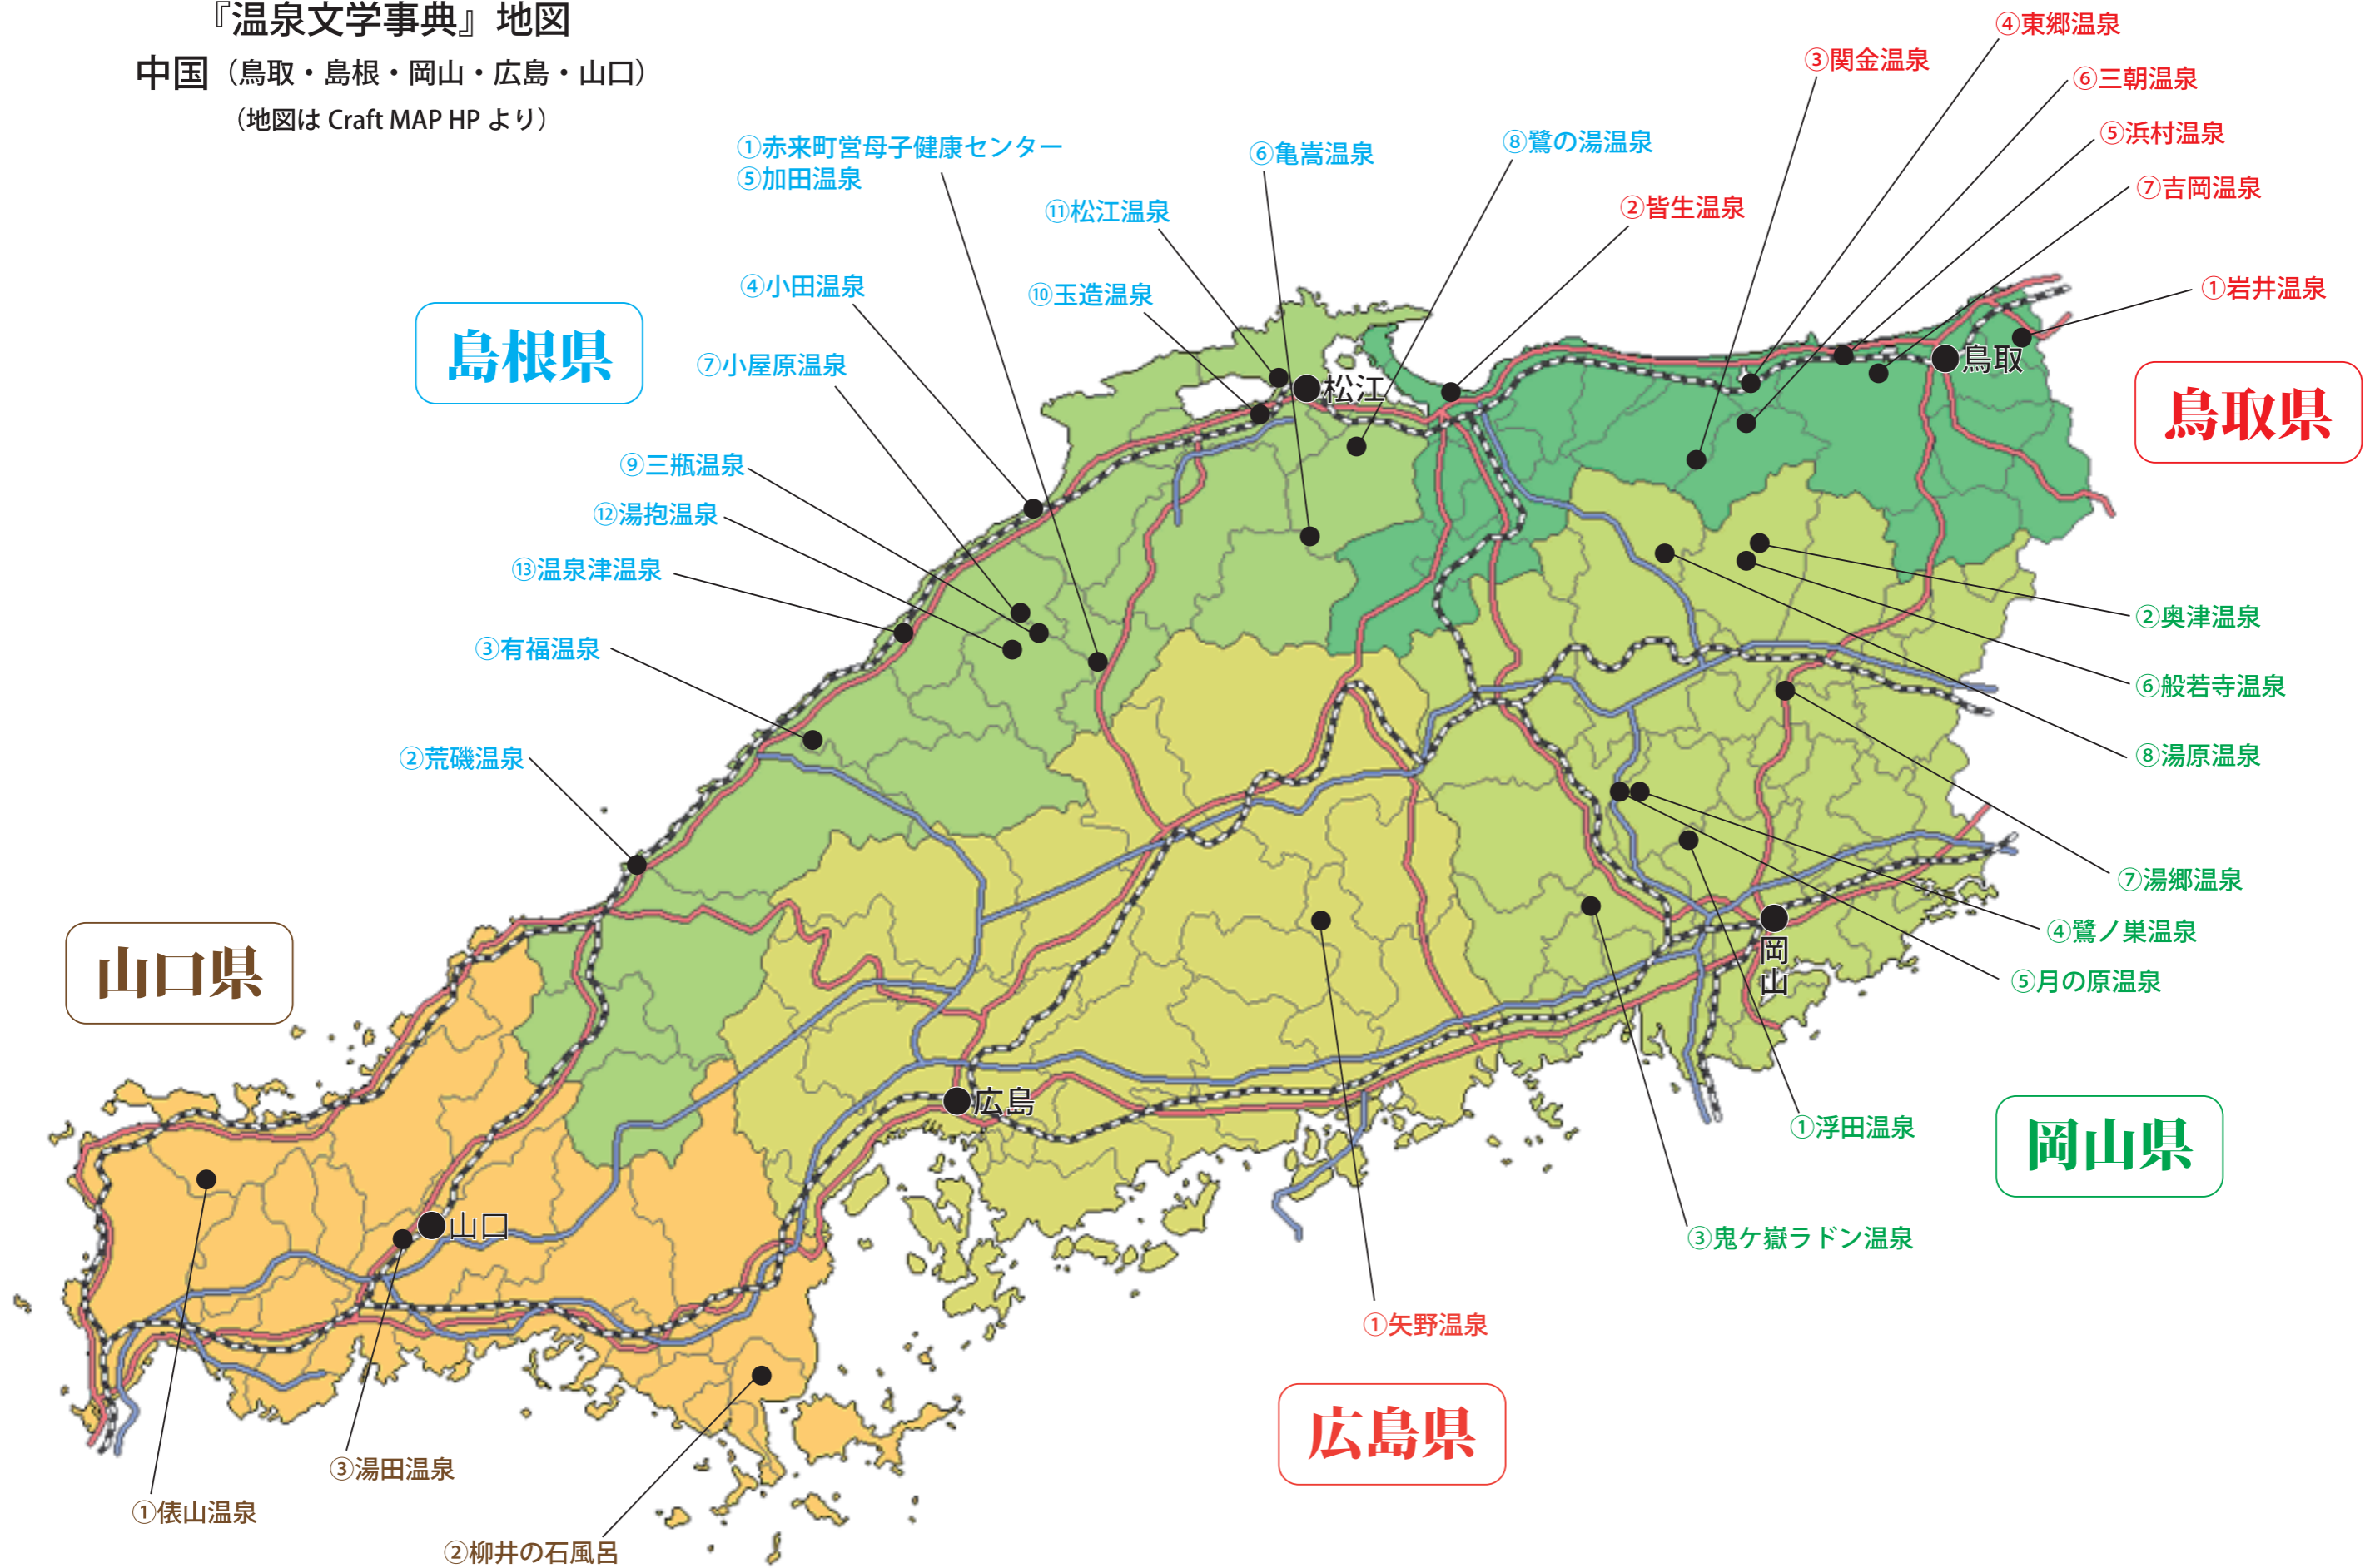 『温泉文学事典』地図
中国（鳥取・島根・岡山・広島・山口）
（地図は Craft MAP HP より）
④東郷温泉
③関金温泉
⑥三朝温泉
⑤浜村温泉
⑦吉岡温泉
①岩井温泉
②皆生温泉
鳥取県
①赤来町営母子健康センター
⑤加田温泉
⑥亀嵩温泉
⑧鷺の湯温泉
⑪松江温泉
④小田温泉
⑩玉造温泉
島根県
⑦小屋原温泉
⑨三瓶温泉
⑫湯抱温泉
⑬温泉津温泉
③有福温泉
②荒磯温泉
松江
鳥取
②奥津温泉
⑥般若寺温泉
⑧湯原温泉
⑦湯郷温泉
④鷺ノ巣温泉
⑤月の原温泉
岡山
①浮田温泉
岡山県
③鬼ケ嶽ラドン温泉
山口県
広島
山口
①矢野温泉
広島県
③湯田温泉
①俵山温泉
②柳井の石風呂